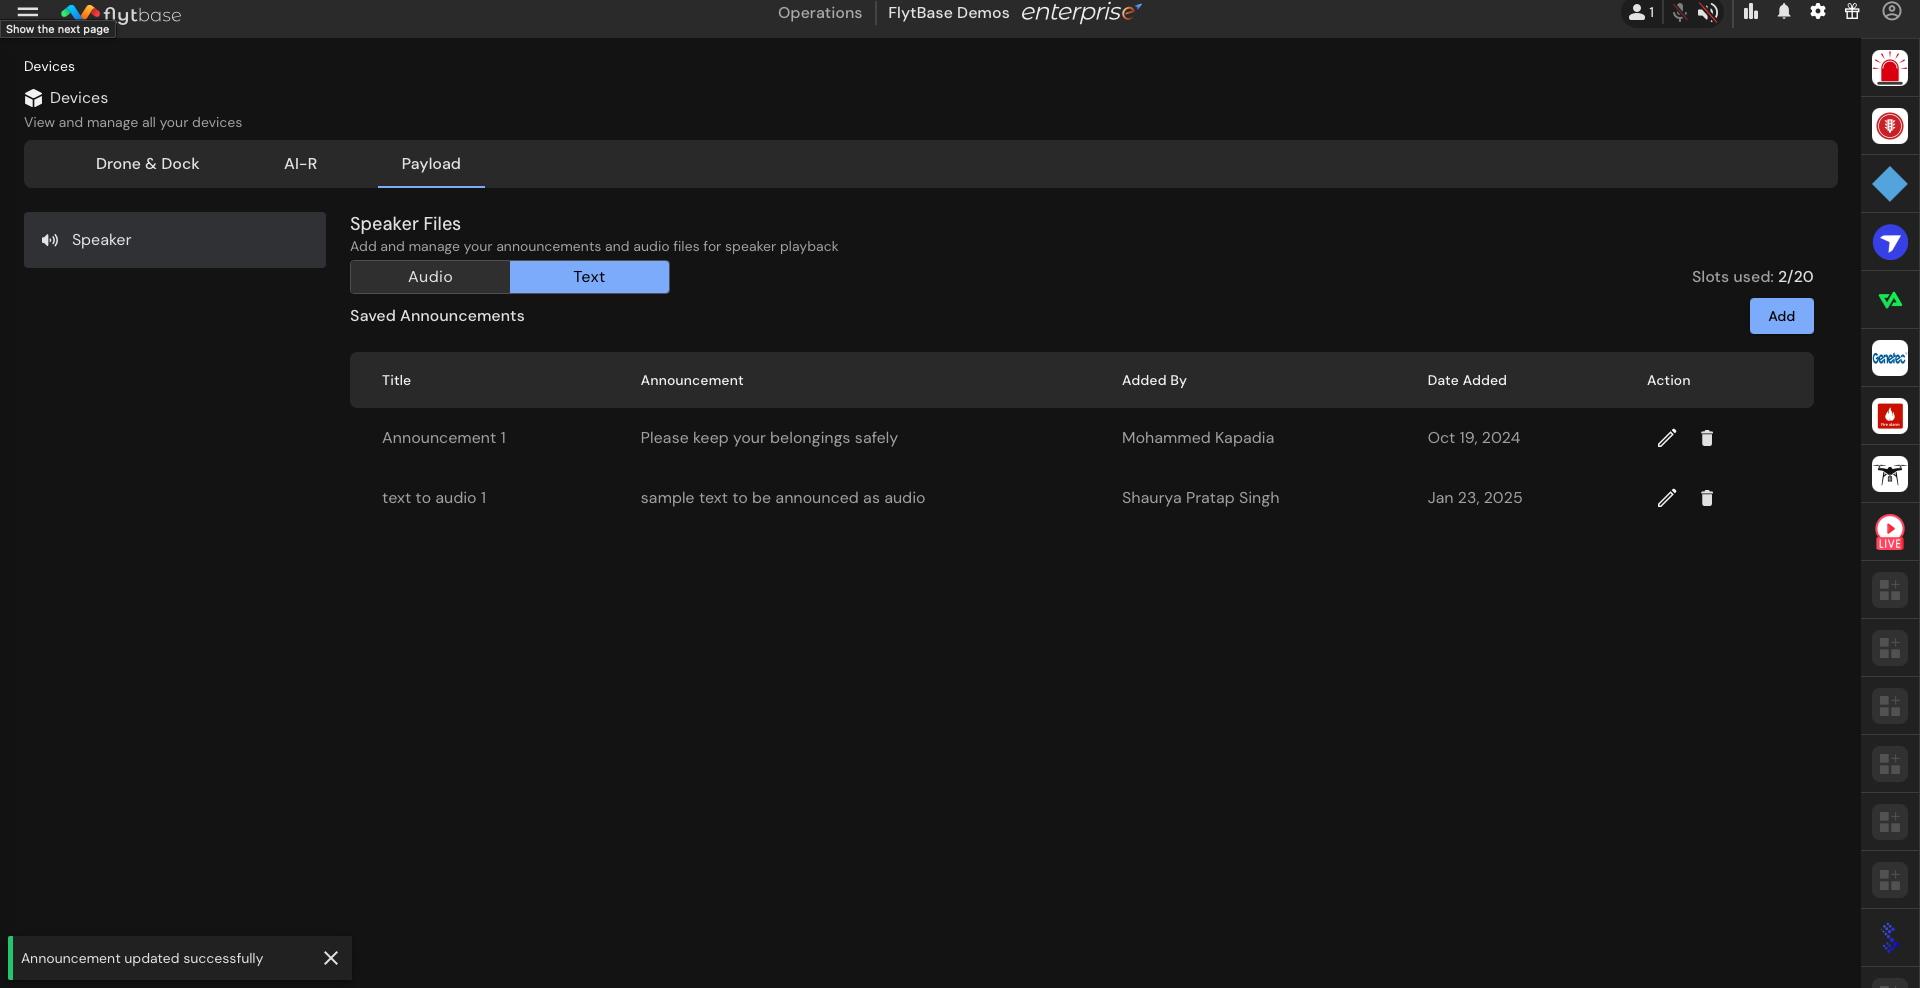 flytbase
Operations FlytBase Demos enterprise 1
Show the next page
Devices
Devices
View and manage all your devices
Drone & Dock AI-R Payload
Speaker
Speaker Files
Add and manage your announcements and audio files for speaker playback
Audio Text
Slots used: 2/20
Saved Announcements
Add
Title Announcement Added By Date Added Action
Announcement 1 Please keep your belongings safely Mohammed Kapadia Oct 19, 2024
text to audio 1 sample text to be announced as audio Shaurya Pratap Singh Jan 23, 2025
Genetec
Fire alarm
LIVE
Announcement updated successfully